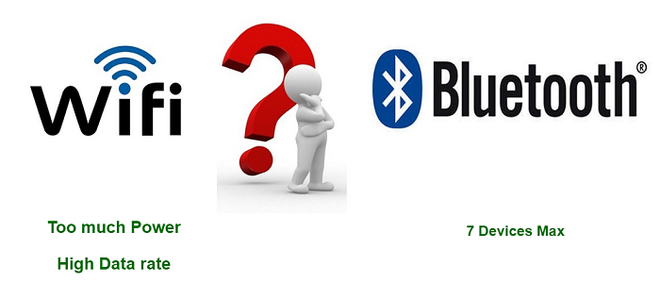 Wifi
?
Bluetooth®
Too much Power
7 Devices Max
High Data rate